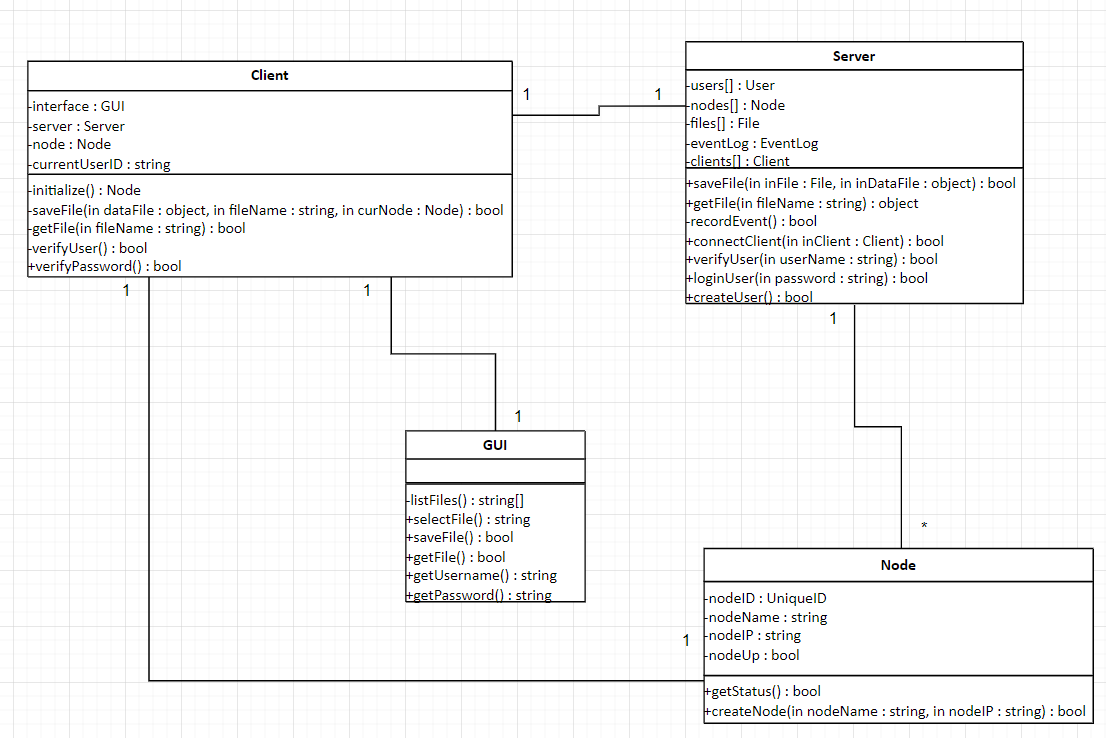 Client
-interface : GUI
-server : Server
-node : Node
-currentUserID : string
-initialize() : Node
-saveFile(in dataFile : object, in fileName : string, in curNode : Node) : bool
-getFile(in fileName : string) : bool
-verifyUser() : bool
+verifyPassword() : bool
1
1
Server
-users[] : User
-nodes[] : Node
-files[] : File
-eventLog : EventLog
-clients[] : Client
+saveFile(in inFile : File, in inDataFile : object) : bool
+getFile(in fileName : string) : object
-recordEvent() : bool
+connectClient(in inClient : Client) : bool
+verifyUser(in userName : string) : bool
+loginUser(in password : string) : bool
+createUser() : bool
1
1
1
1
GUI
-listFiles() : string[]
+selectFile() : string
+saveFile() : bool
+getFile() : bool
+getUsername() : string
+getPassword() : string
*
1
Node
-nodeID : UniqueID
-nodeName : string
-nodeIP : string
-nodeUp : bool
+getStatus() : bool
+createNode(in nodeName : string, in nodeIP : string) : bool